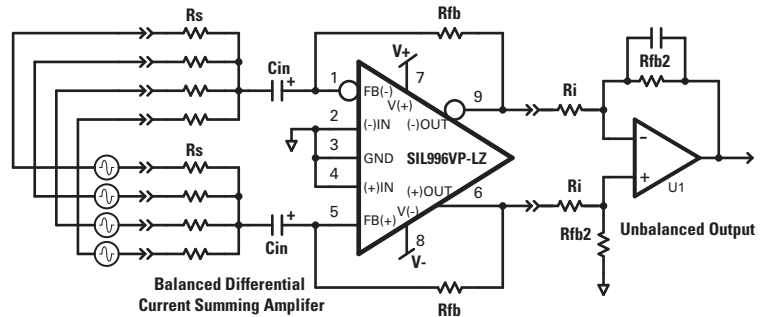 Rs
Rfb
V+
Cin
+
1
7
FB(-)
V(+)
9
Rfb2
Ri
2
(-)IN
(-)OUT
-
Rs
3
GND
SIL996VP-LZ
4
(+)IN
+
(+)OUT
6
U1
+
5
FB(+)
V(-)
Ri
Cin
8
Rfb2
Unbalanced Output
V-
Balanced Differential
Current Summing Amplifer
Rfb